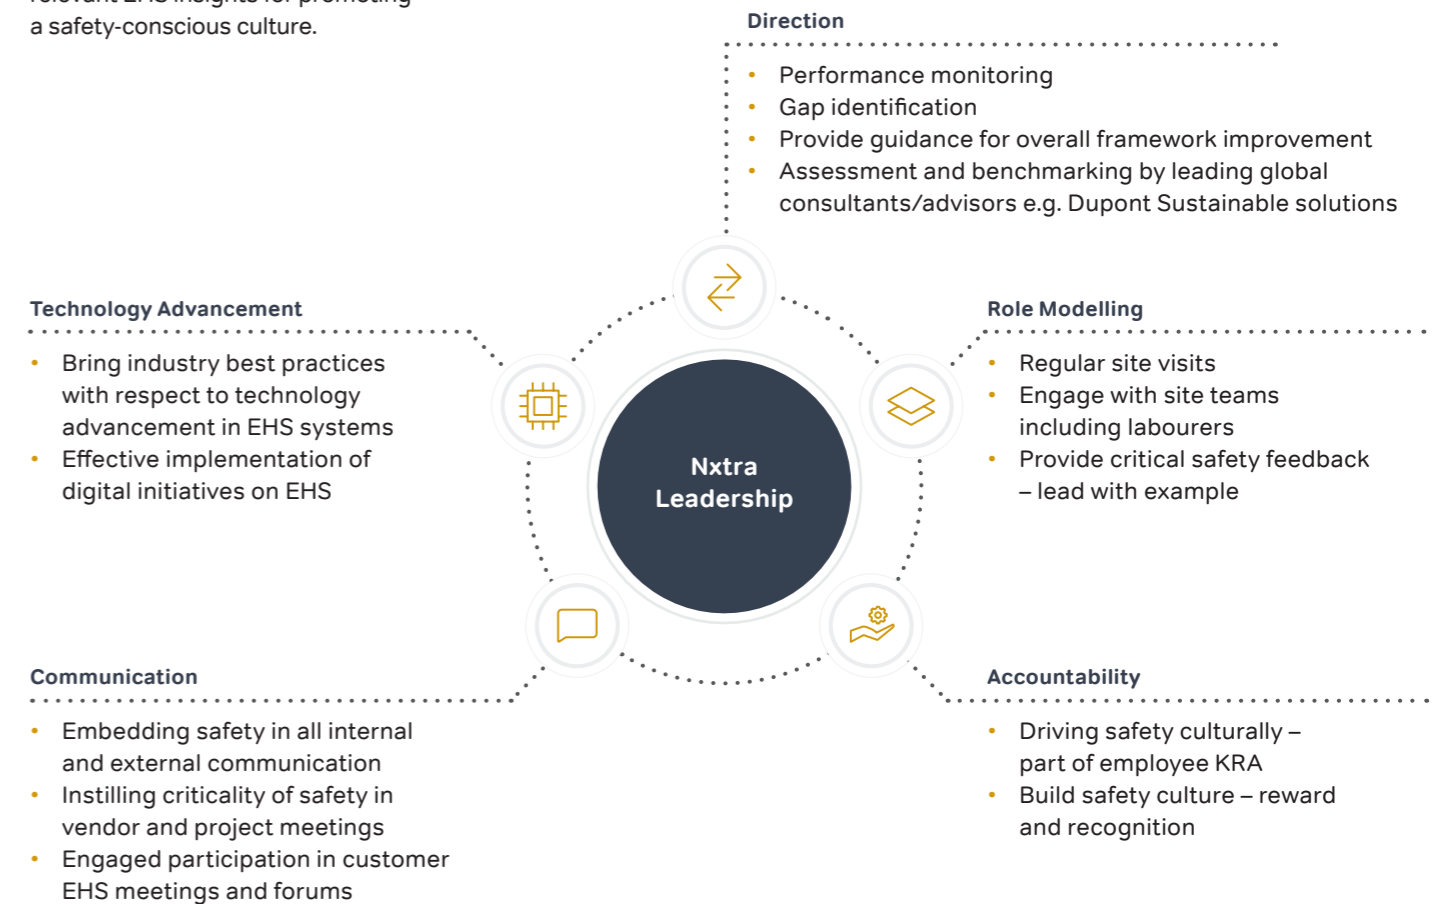 relevant EHS insights for promoting
a safety-conscious culture.
Direction
• Performance monitoring
• Gap identification
• Provide guidance for overall framework improvement
• Assessment and benchmarking by leading global
consultants/advisors e.g. Dupont Sustainable solutions
Technology Advancement
• Bring industry best practices
with respect to technology
advancement in EHS systems
• Effective implementation of
digital initiatives on EHS
Role Modelling
• Regular site visits
• Engage with site teams
including labourers
• Provide critical safety feedback
– lead with example
Nxtra
Leadership
Communication
• Embedding safety in all internal
and external communication
• Instilling criticality of safety in
vendor and project meetings
• Engaged participation in customer
EHS meetings and forums
Accountability
• Driving safety culturally –
part of employee KRA
• Build safety culture – reward
and recognition